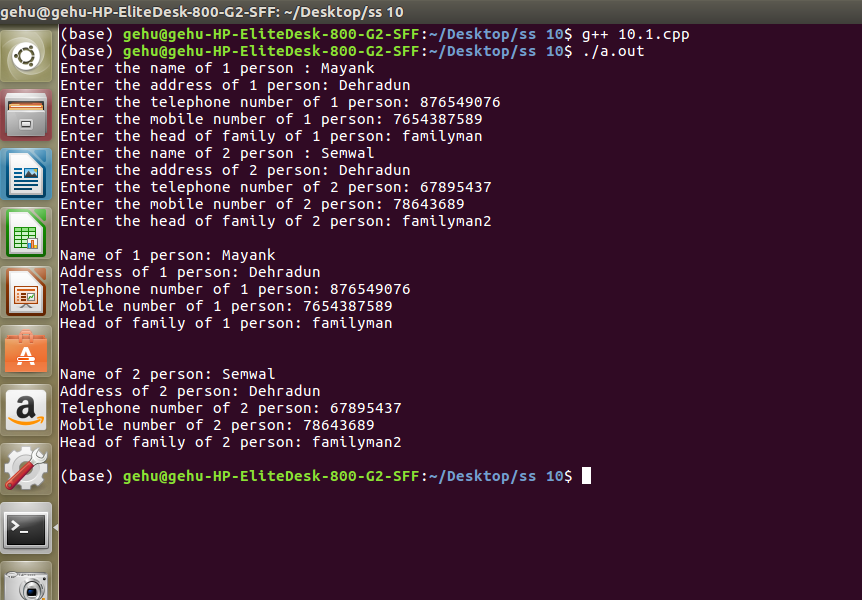 gehu@gehu-HP-EliteDesk-800-G2-SFF: ~/Desktop/ss 10
(base) gehu@gehu-HP-EliteDesk-800-G2-SFF:~/Desktop/ss 10$ g++ 10.1.cpp
(base) gehu@gehu-HP-EliteDesk-800-G2-SFF:~/Desktop/ss 10$ ./a.out
Enter the name of 1 person : Mayank
Enter the address of 1 person: Dehradun
Enter the telephone number of 1 person: 876549076
Enter the mobile number of 1 person: 7654387589
Enter the head of family of 1 person: familyman
Enter the name of 2 person : Semwal
Enter the address of 2 person: Dehradun
Enter the telephone number of 2 person: 67895437
Enter the mobile number of 2 person: 78643689
Enter the head of family of 2 person: familyman2
Name of 1 person: Mayank
Address of 1 person: Dehradun
Telephone number of 1 person: 876549076
Mobile number of 1 person: 7654387589
Head of family of 1 person: familyman
Name of 2 person: Semwal
Address of 2 person: Dehradun
Telephone number of 2 person: 67895437
Mobile number of 2 person: 78643689
Head of family of 2 person: familyman2
(base) gehu@gehu-HP-EliteDesk-800-G2-SFF:~/Desktop/ss 10$